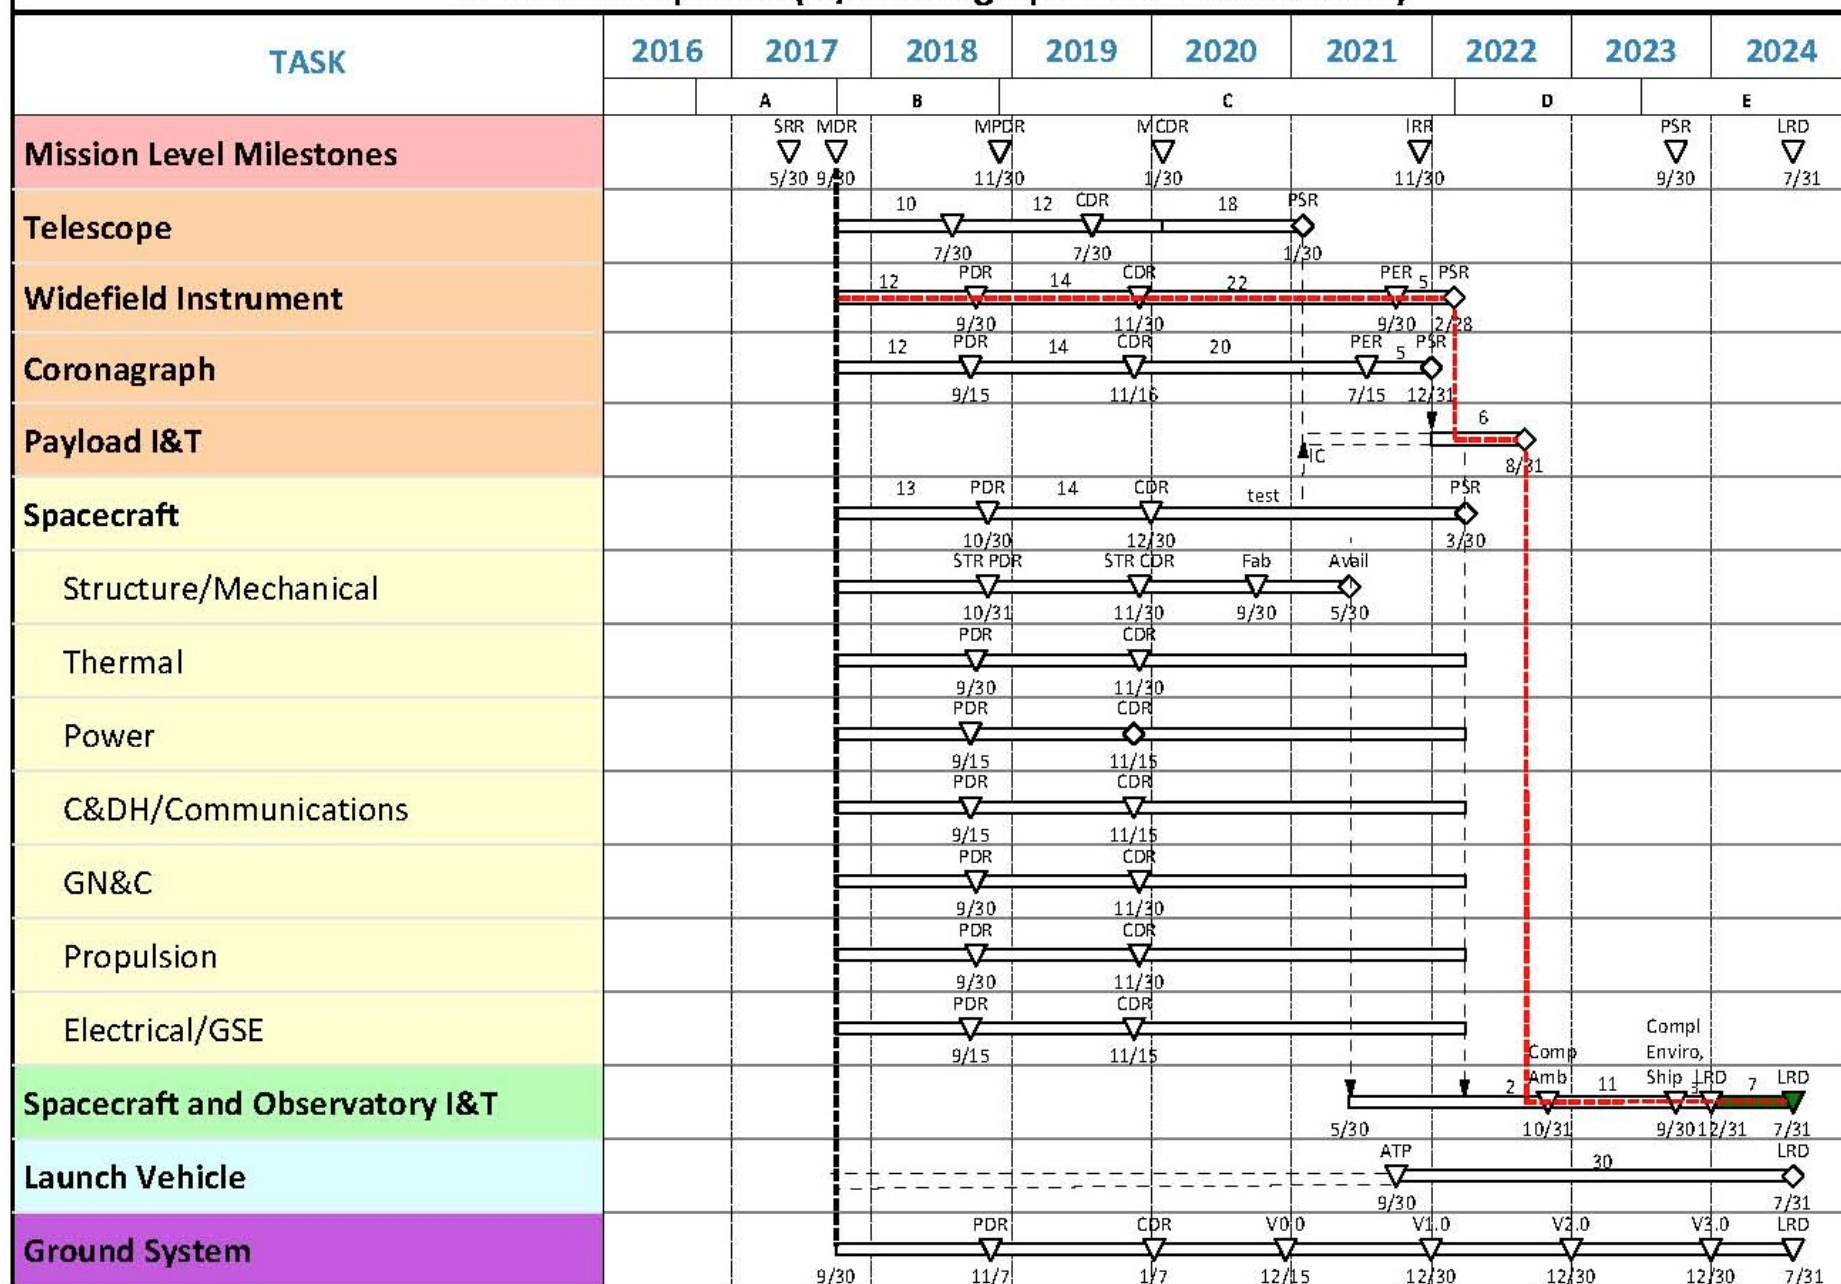 TASK 2016 2017 2018 2019 2020 2021 2022 2023 2024
A B C D E
SRR MDR MPDR MCDR IRR PSR LRD
Mission Level Milestones
5/30 9/30 11/30 1/30 11/30 9/30 7/31
10 12 CDR 18 PSR
Telescope
7/30 7/30 1/30
12 PDR 14 CDR 22 PER 5 PSR
Widefield Instrument
9/30 11/30 9/30 2/28
12 PDR 14 CDR 20 PER 5 PSR
Coronagraph
9/15 11/16 7/15 12/31
6
Payload I&T
IC 8/31
13 PDR 14 CDR test PSR
Spacecraft
10/30 12/30 3/30
STR PDR STR CDR Fab Avail
Structure/Mechanical
10/31 11/30 9/30 5/30
PDR CDR
Thermal
9/30 11/30
PDR CDR
Power
9/15 11/15
PDR CDR
C&DH/Communications
9/15 11/15
PDR CDR
GN&C
9/30 11/30
PDR CDR
Propulsion
9/30 11/30
PDR CDR
Electrical/GSE
9/15 11/15
Compl
Comp Enviro,
2 Amb 11 Ship LRD 7 LRD
Spacecraft and Observatory I&T
5/30 10/31 9/30 12/31 7/31
ATP 30 LRD
Launch Vehicle
9/30 7/31
PDR CDR V0.0 V1.0 V2.0 V3.0 LRD
Ground System
9/30 11/7 1/7 12/15 12/30 12/30 12/30 7/31